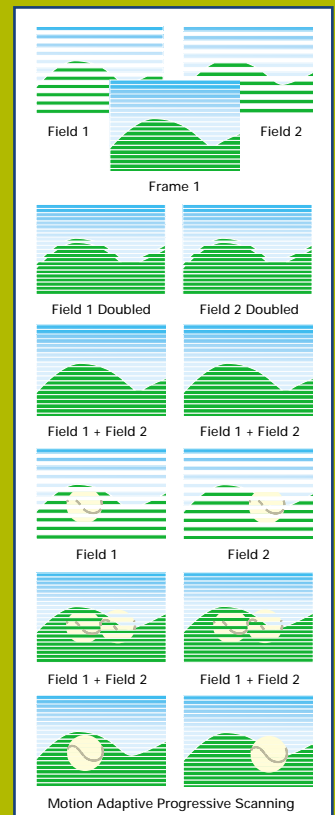 Field 1
Field 2
Frame 1
Field 1 Doubled
Field 2 Doubled
Field 1 + Field 2
Field 1 + Field 2
Field 1
Field 2
Field 1 + Field 2
Field 1 + Field 2
Motion Adaptive Progressive Scanning